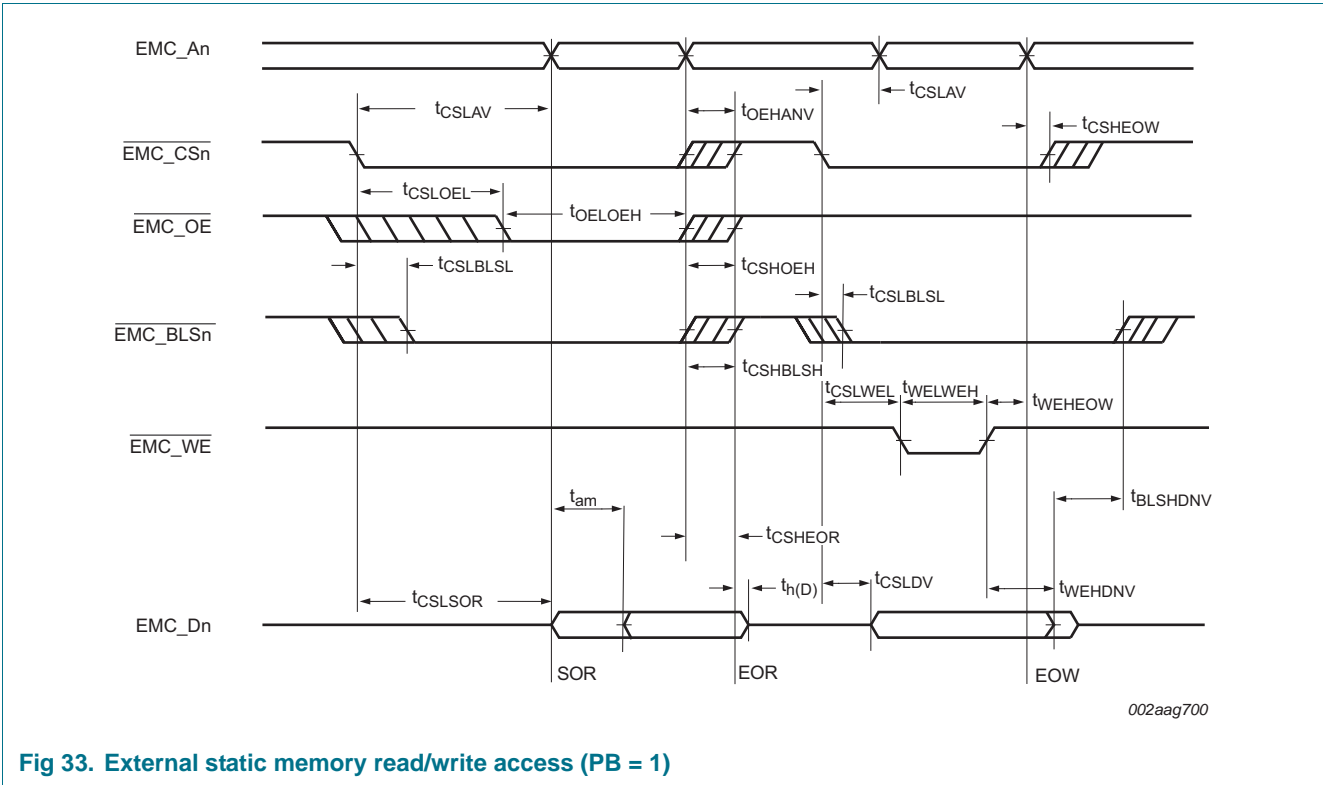 EMC_An
tCSLAV
tCSLAV
tOEHANV
tCSHEOW
EMC_CSn
tCSLOEL
tOELOEH
EMC_OE
tCSLBLSL
tCSHOEH
tCSLBLSL
EMC_BLSn
tCSHBLSH
tCSLWEL
tWELWEH
tWEHEOW
EMC_WE
tam
tBLSHDNV
tCSHEOR
th(D)
tCSLDV
tWEHDNV
tCSLSOR
EMC_Dn
SOR
EOR
EOW
002aag700
Fig 33. External static memory read/write access (PB = 1)